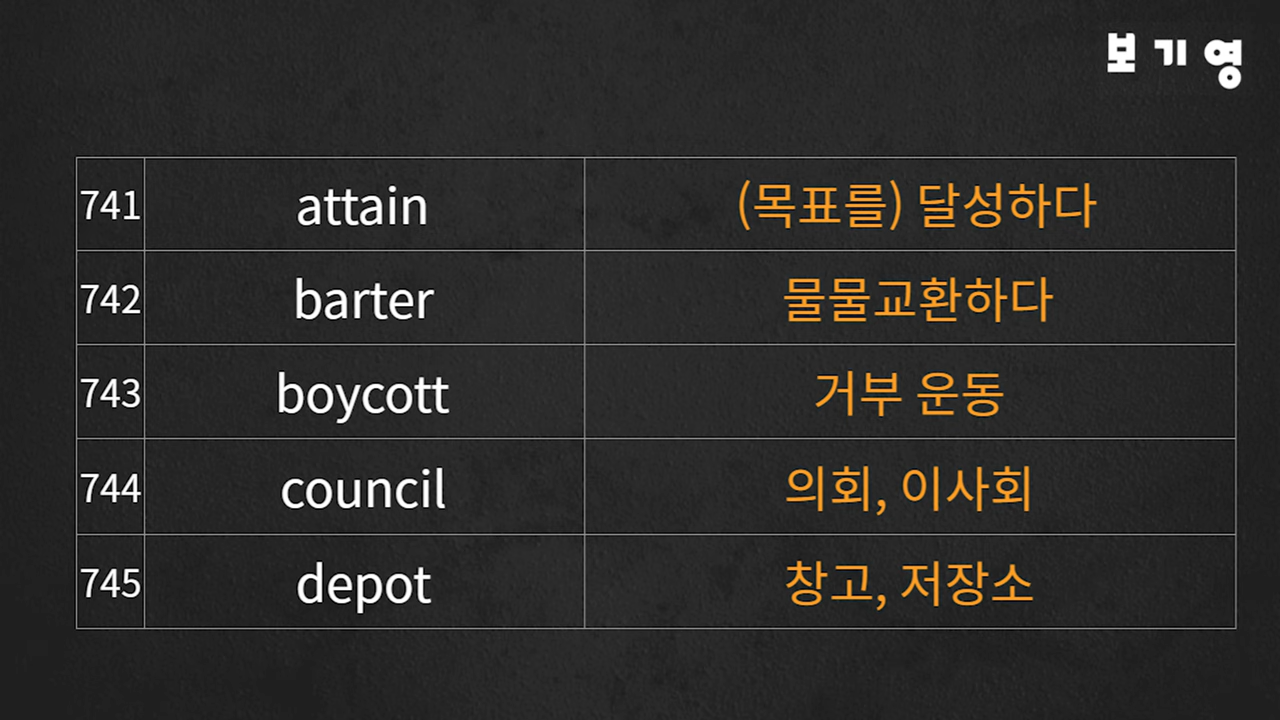 보기영
741 attain (목표를) 달성하다
742 barter 물물교환하다
743 boycott 거부 운동
744 council 의회, 이사회
745 depot 창고, 저장소